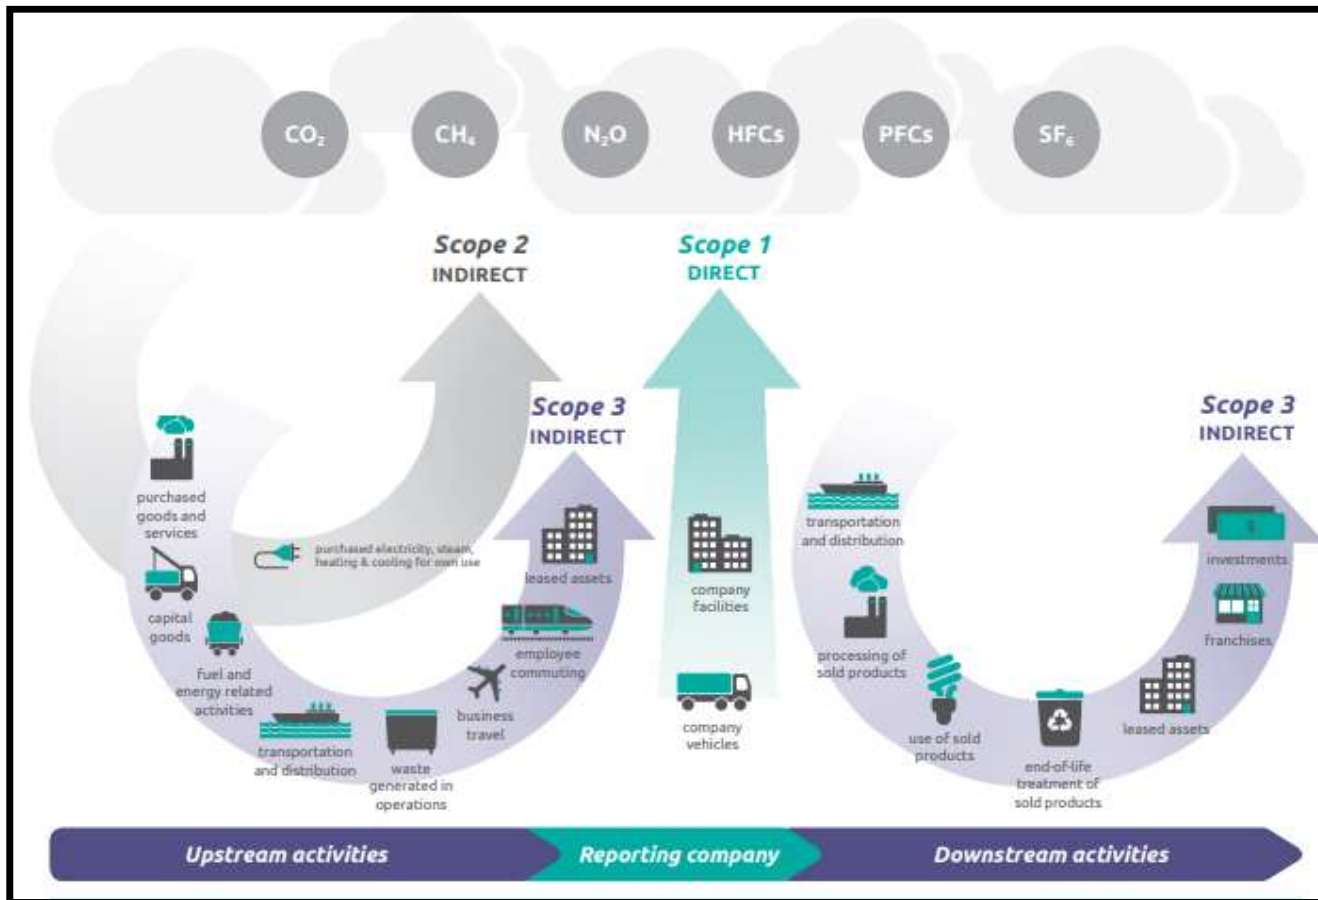 CO₂
CH₄
N₂O
HFCs
PFCs
SF₆
Scope 2
INDIRECT
Scope 1
DIRECT
Scope 3
INDIRECT
Scope 3
INDIRECT
purchased
goods and
services
capital
goods
fuel and
energy related
activities
purchased electricity, steam,
heating & cooling for own use
transportation
and distribution
waste
generated in
operations
business
travel
employee
commuting
leased assets
company
facilities
company
vehicles
transportation
and distribution
processing of
sold products
use of sold
products
end-of-life
treatment of
sold products
leased assets
franchises
investments
Upstream activities
Reporting company
Downstream activities